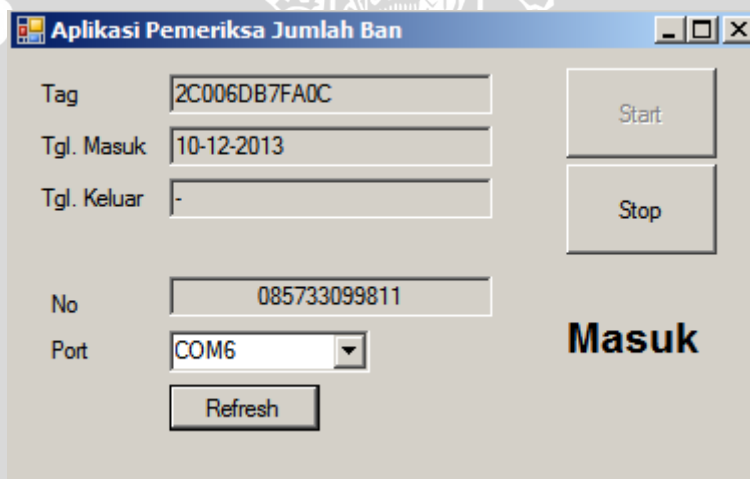 Aplikasi Pemeriksa Jumlah Ban
Tag 2C006DB7FA0C
Start
Tgl. Masuk 10-12-2013
Tgl. Keluar -
Stop
No 085733099811
Port COM6
Masuk
Refresh